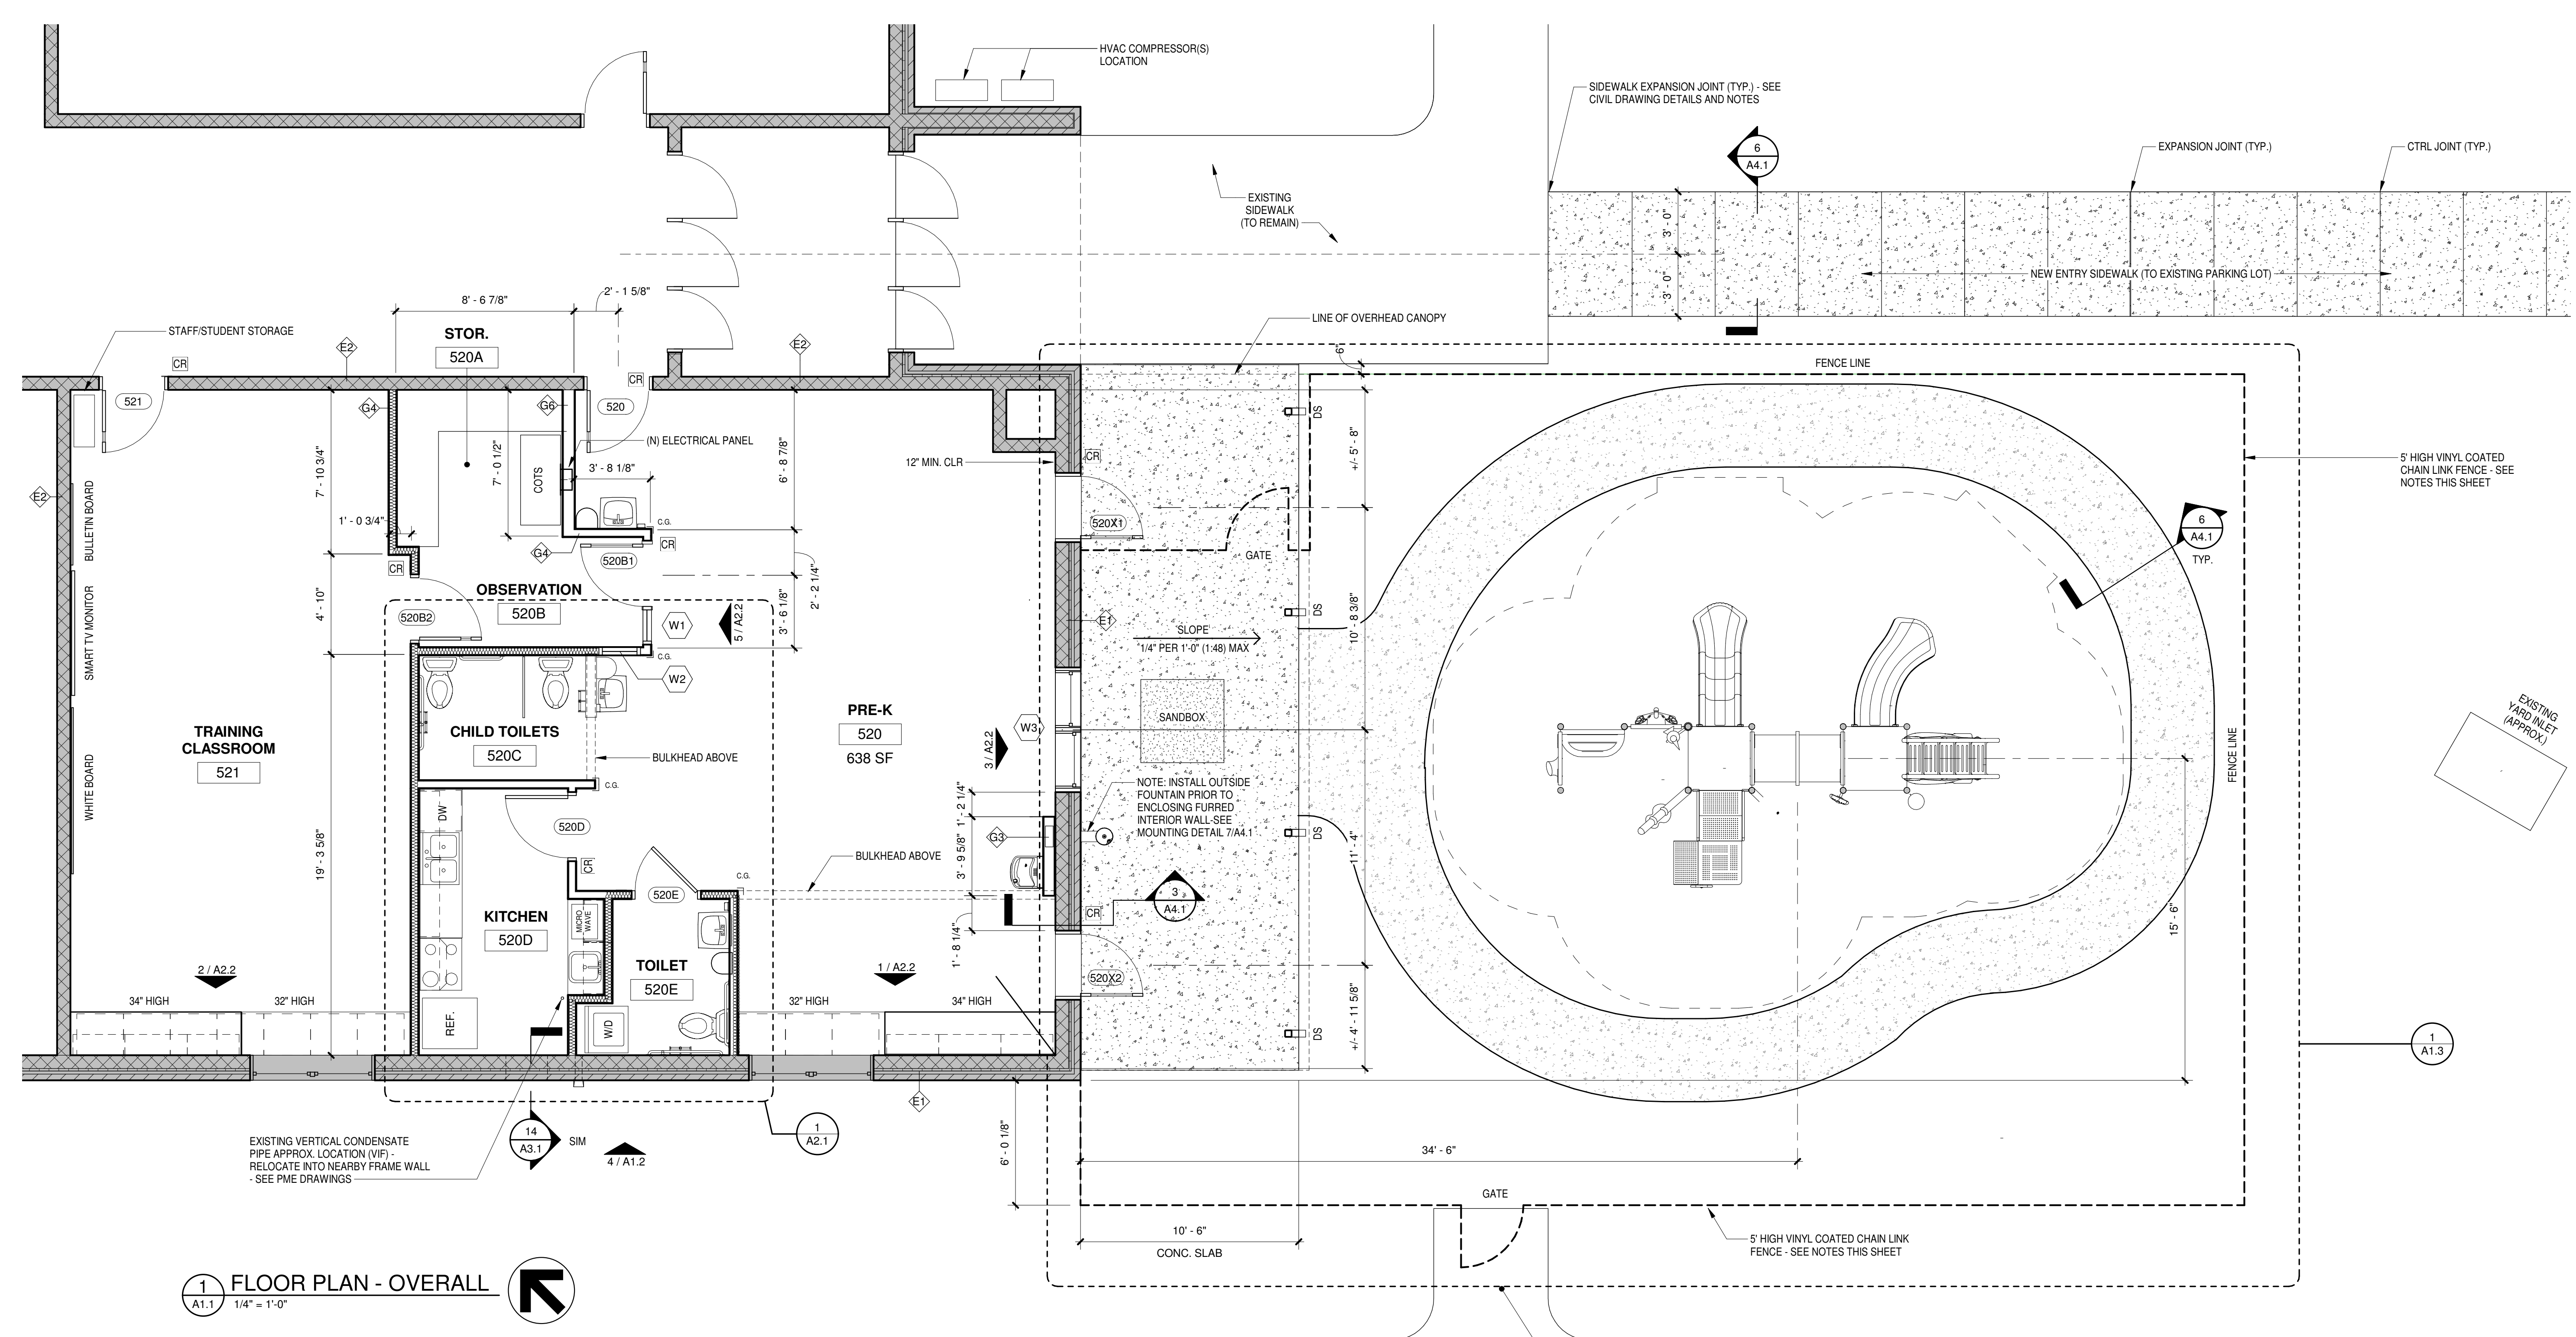 HVAC COMPRESSOR(S)
LOCATION
SIDEWALK EXPANSION JOINT (TYP.) - SEE
CIVIL DRAWING DETAILS AND NOTES
6
A4.1
EXPANSION JOINT (TYP.)
CTRL JOINT (TYP.)
EXISTING
SIDEWALK
(TO REMAIN)
3' - 0"
3' - 0"
NEW ENTRY SIDEWALK (TO EXISTING PARKING LOT)
8' - 6 7/8"
2' - 1 5/8"
STAFF/STUDENT STORAGE
STOR.
520A
E2
E2
LINE OF OVERHEAD CANOPY
6"
FENCE LINE
CR
CR
521
G4
G6
520
DS
(N) ELECTRICAL PANEL
7' - 10 3/4"
7' - 0 1/2"
COTS
3' - 8 1/8"
6' - 8 7/8"
12" MIN. CLR
CR
+/- 5' - 8"
5' HIGH VINYL COATED
CHAIN LINK FENCE - SEE
NOTES THIS SHEET
E2
BULLETIN BOARD
1' - 0 3/4"
C.G.
CR
G4
520B1
520X1
GATE
6
A4.1
TYP.
CR
OBSERVATION
520B
520B2
4' - 10"
SMART TV MONITOR
W1
5 / A2.2
3' - 6 1/8"
2' - 2 1/4"
E1
DS
10' - 8 3/8"
SLOPE
1/4" PER 1'-0" (1:48) MAX
C.G.
W2
SANDBOX
TRAINING
CLASSROOM
521
CHILD TOILETS
520C
PRE-K
520
638 SF
W3
3 / A2.2
BULKHEAD ABOVE
EXISTING
YARD INLET
(APPROX.)
FENCE LINE
WHITE BOARD
C.G.
DW
520D
NOTE: INSTALL OUTSIDE
FOUNTAIN PRIOR TO
ENCLOSING FURRED
INTERIOR WALL-SEE
MOUNTING DETAIL 7/A4.1
1' - 2 1/4"
G3
3' - 9 5/8"
DS
11' - 4"
19' - 3 5/8"
BULKHEAD ABOVE
CR
C.G.
520E
3
A4.1
CR
KITCHEN
520D
MICRO
WAVE
1' - 8 1/4"
15' - 6"
TOILET
520E
2 / A2.2
1 / A2.2
520X2
34" HIGH
32" HIGH
32" HIGH
34" HIGH
REF.
W/D
DS
+/- 4' - 11 5/8"
1
A1.3
E1
EXISTING VERTICAL CONDENSATE
PIPE APPROX. LOCATION (VIF) -
RELOCATE INTO NEARBY FRAME WALL
- SEE PME DRAWINGS
14
A3.1
SIM
4 / A1.2
1
A2.1
6' - 0 1/8"
34' - 6"
GATE
10' - 6"
CONC. SLAB
5' HIGH VINYL COATED CHAIN LINK
FENCE - SEE NOTES THIS SHEET
1
A1.1
FLOOR PLAN - OVERALL
1/4" = 1'-0"